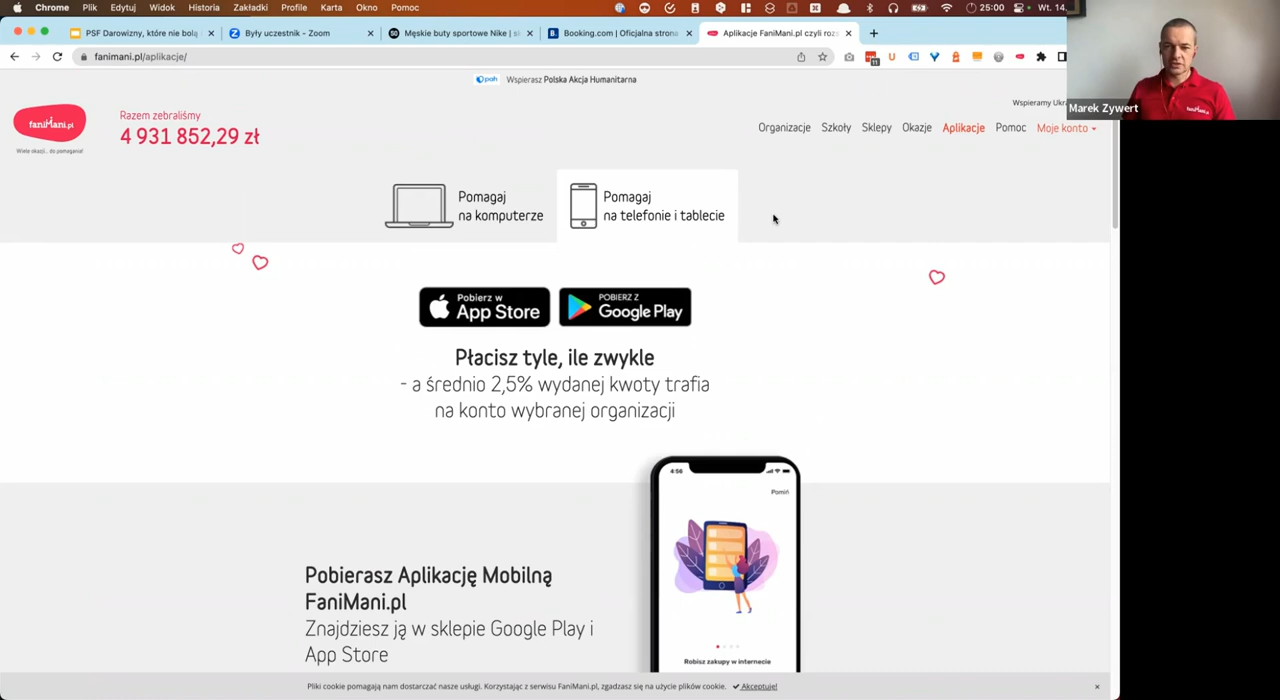 Chrome Plik Edytuj Widok Historia Zakładki Profile Karta Okno Pomoc 25:00 Wt. 14.
PSF Darowizny, które nie bolą
Były uczestnik - Zoom
Męskie buty sportowe Nike | s
Booking.com | Oficjalna strona
Aplikacje FaniMani.pl czyli rozs
fanimani.pl/aplikacje/
11
Marek Zywert
pah Wspierasz Polska Akcja Humanitarna
Wspieramy Ukr
faniMani.pl
Wiele okazji... do pomagania!
Razem zebraliśmy
4 931 852,29 zł
Organizacje Szkoły Sklepy Okazje Aplikacje Pomoc Moje konto
Pomagaj
na komputerze
Pomagaj
na telefonie i tablecie
Pobierz w
App Store
POBIERZ Z
Google Play
Płacisz tyle, ile zwykle
- a średnio 2,5% wydanej kwoty trafia
na konto wybranej organizacji
4:56
Pomiń
Pobierasz Aplikację Mobilną
FaniMani.pl
Znajdziesz ją w sklepie Google Play i
App Store
Robisz zakupy w internecie
Pliki cookie pomagają nam dostarczać nasze usługi. Korzystając z serwisu FaniMani.pl, zgadzasz się na użycie plików cookie. Akceptuję!